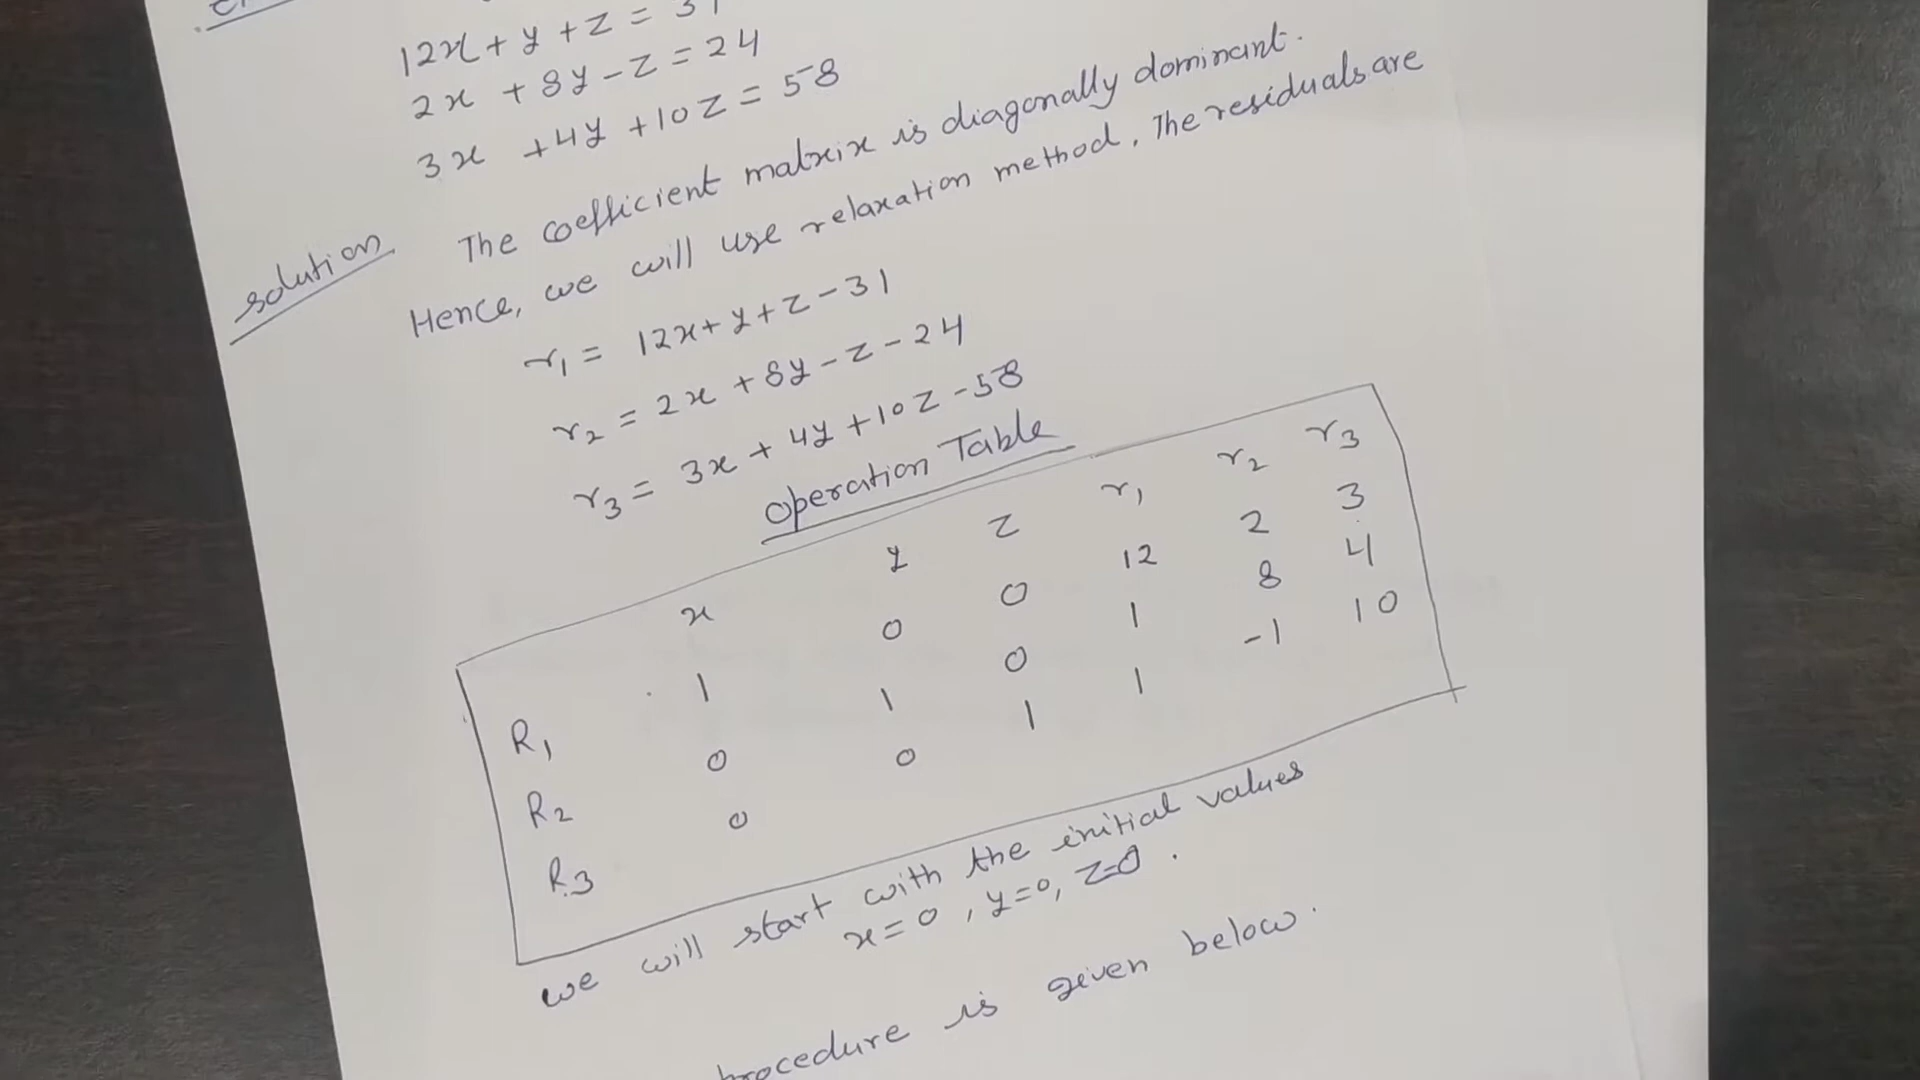 12x + y + z = 31
2x + 8y - z = 24
3x + 4y + 10z = 58
solution The coefficient matrix is diagonally dominant.
Hence, we will use relaxation method. The residuals are
r₁ = 12x + y + z - 31
r₂ = 2x + 8y - z - 24
r₃ = 3x + 4y + 10z - 58
Operation Table
x y z r₁ r₂ r₃
R₁ 1 0 0 12 2 3
R₂ 0 1 0 1 8 4
R₃ 0 0 1 1 -1 10
we will start with the initial values
x = 0, y = 0, z = 0.
procedure is given below.